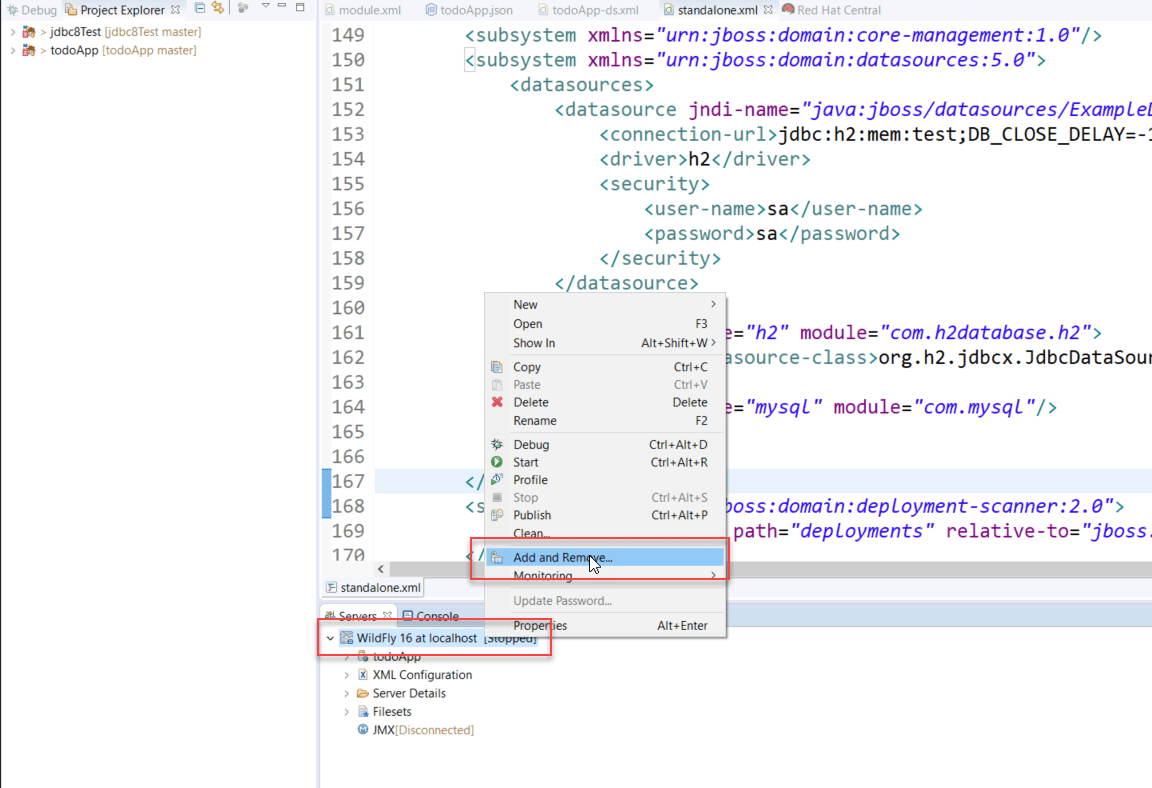 Debug Project Explorer
> jdbc8Test [jdbc8Test master]
> todoApp [todoApp master]
module.xml todoApp.json todoApp-ds.xml standalone.xml Red Hat Central
149 <subsystem xmlns="urn:jboss:domain:core-management:1.0"/>
150 <subsystem xmlns="urn:jboss:domain:datasources:5.0">
151 <datasources>
152 <datasource jndi-name="java:jboss/datasources/ExampleD
153 <connection-url>jdbc:h2:mem:test;DB_CLOSE_DELAY=-1
154 <driver>h2</driver>
155 <security>
156 <user-name>sa</user-name>
157 <password>sa</password>
158 </security>
159 </datasource>
160
161 e="h2" module="com.h2database.h2">
162 asource-class>org.h2.jdbcx.JdbcDataSour
163
164 e="mysql" module="com.mysql"/>
165
166
167 </
168 <s boss:domain:deployment-scanner:2.0">
169 path="deployments" relative-to="jboss.
170 </
New
Open F3
Show In Alt+Shift+W >
Copy Ctrl+C
Paste Ctrl+V
Delete Delete
Rename F2
Debug Ctrl+Alt+D
Start Ctrl+Alt+R
Profile
Stop Ctrl+Alt+S
Publish Ctrl+Alt+P
Clean...
Add and Remove...
Monitoring
Update Password...
Properties Alt+Enter
standalone.xml
Servers Console
WildFly 16 at localhost [Stopped]
todoApp
XML Configuration
Server Details
Filesets
JMX[Disconnected]